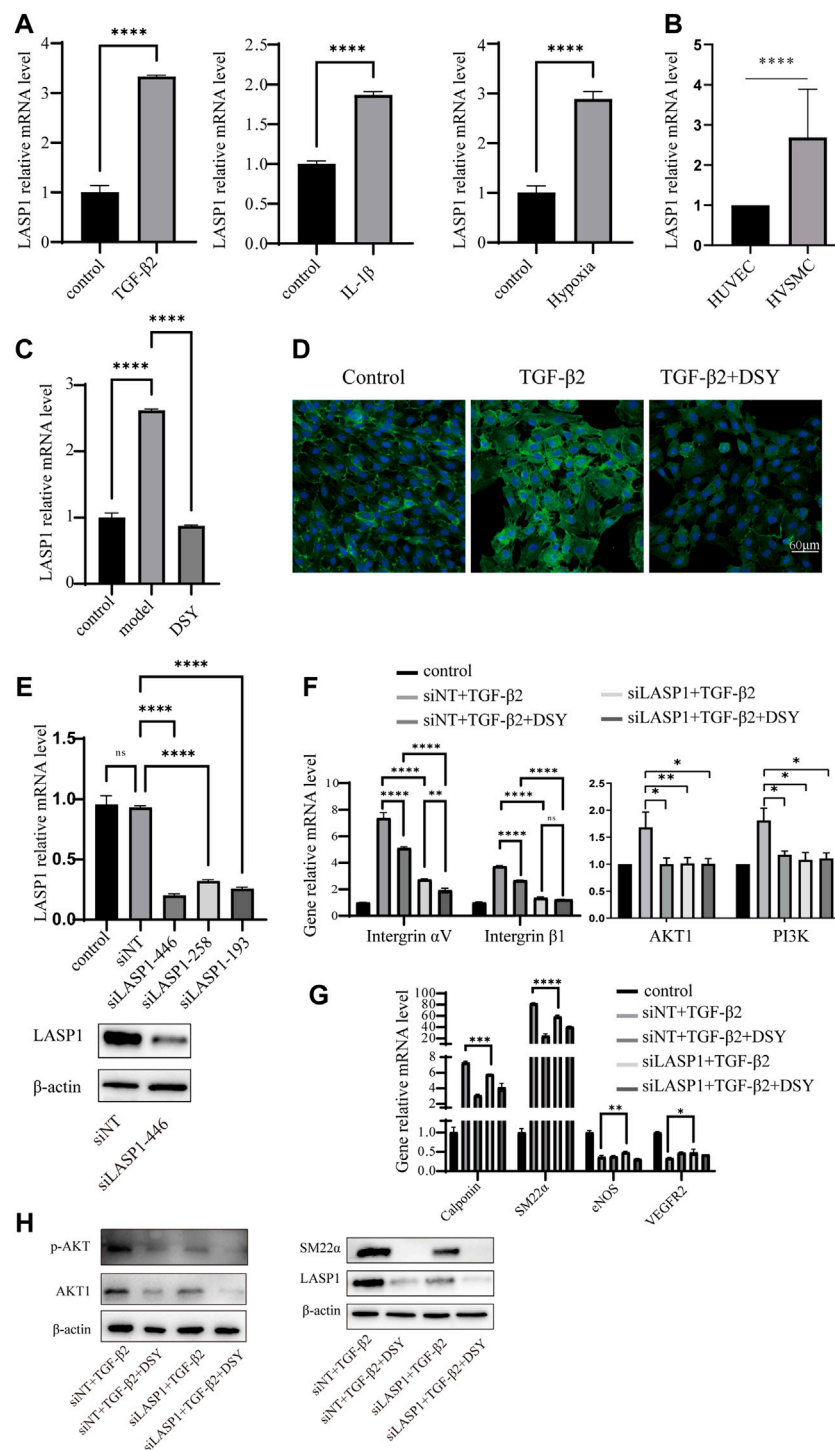 A
LASP1 relative mRNA level
4
3
2
1
0
****
control
TGF-β2
LASP1 relative mRNA level
2.5
2.0
1.5
1.0
0.5
0.0
****
control
IL-1β
LASP1 relative mRNA level
4
3
2
1
0
****
control
Hypoxia
B
LASP1 relative mRNA level
5
4
3
2
1
0
****
HUVEC
HVSMC
C
LASP1 relative mRNA level
3
2
1
0
****
****
control
model
DSY
D
Control
TGF-β2
TGF-β2+DSY
60μm
E
LASP1 relative mRNA level
1.5
1.0
0.5
0.0
ns
****
****
****
control
siNT
siLASP1-446
siLASP1-258
siLASP1-193
LASP1
β-actin
siNT
siLASP1-446
F
control
siNT+TGF-β2
siNT+TGF-β2+DSY
siLASP1+TGF-β2
siLASP1+TGF-β2+DSY
Gene relative mRNA level
10
8
6
4
2
0
****
****
****
**
****
****
****
ns
Intergrin αV
Intergrin β1
2.5
2.0
1.5
1.0
0.5
0.0
*
**
*
*
*
*
AKT1
PI3K
G
control
siNT+TGF-β2
siNT+TGF-β2+DSY
siLASP1+TGF-β2
siLASP1+TGF-β2+DSY
Gene relative mRNA level
100
80
60
40
20
8
6
4
2
1.0
0.5
0.0
***
****
**
*
Calponin
SM22α
eNOS
VEGFR2
H
p-AKT
AKT1
β-actin
siNT+TGF-β2
siNT+TGF-β2+DSY
siLASP1+TGF-β2
siLASP1+TGF-β2+DSY
SM22α
LASP1
β-actin
siNT+TGF-β2
siNT+TGF-β2+DSY
siLASP1+TGF-β2
siLASP1+TGF-β2+DSY